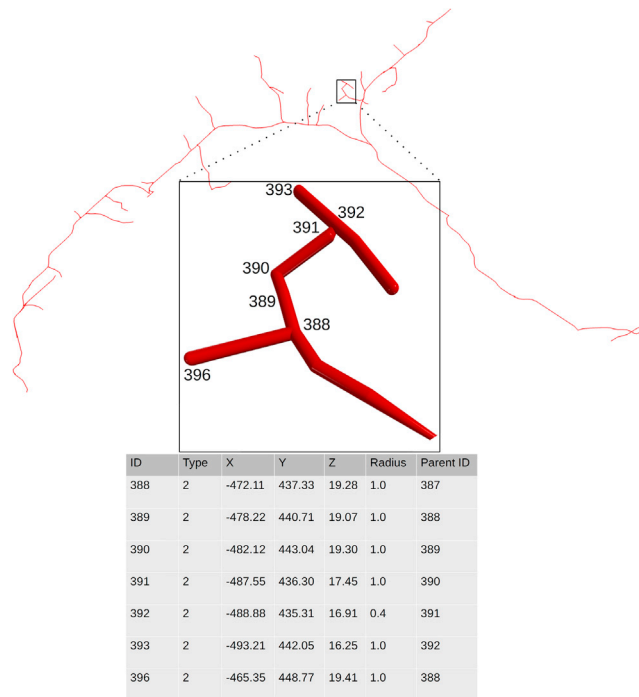 393
392
391
390
389
388
396
ID Type X Y Z Radius Parent ID
388 2 -472.11 437.33 19.28 1.0 387
389 2 -478.22 440.71 19.07 1.0 388
390 2 -482.12 443.04 19.30 1.0 389
391 2 -487.55 436.30 17.45 1.0 390
392 2 -488.88 435.31 16.91 0.4 391
393 2 -493.21 442.05 16.25 1.0 392
396 2 -465.35 448.77 19.41 1.0 388